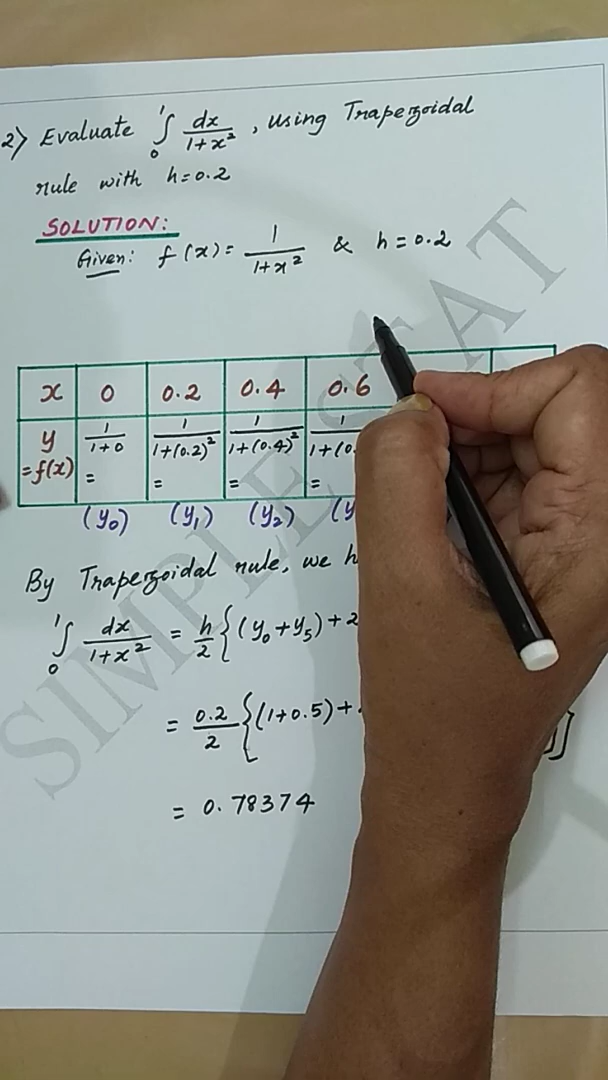 2) Evaluate ∫₀¹ dx/(1+x²), using Trapezoidal
rule with h=0.2
SOLUTION:
Given: f(x)= 1/(1+x²) & h=0.2
x 0 0.2 0.4 0.6
y =f(x) 1/(1+0) = 1/(1+(0.2)²) = 1/(1+(0.4)²) = =
(y₀) (y₁) (y₂)
By Trapezoidal rule, we
∫₀¹ dx/(1+x²) = h/2 {(y₀+y₅)+2
= 0.2/2 {(1+0.5)+
= 0.78374
SIMPLE STAT